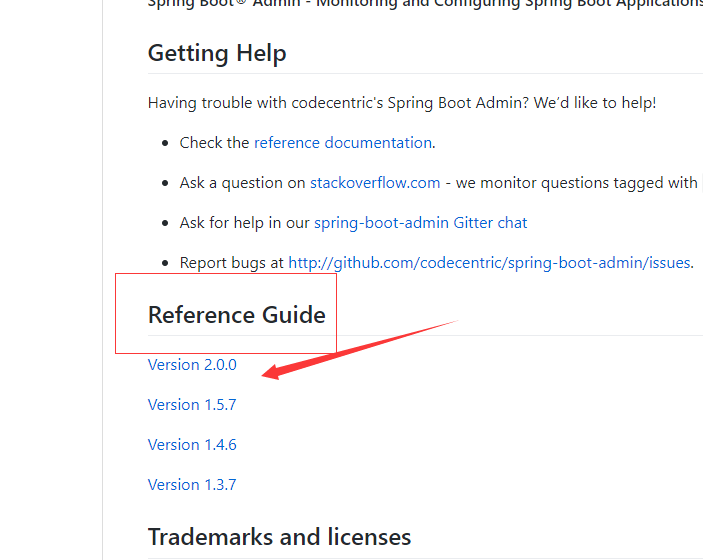 Spring Boot® Admin - Monitoring and Configuring Spring Boot Applications
Getting Help
Having trouble with codecentric's Spring Boot Admin? We’d like to help!
Check the reference documentation.
Ask a question on stackoverflow.com - we monitor questions tagged with
Ask for help in our spring-boot-admin Gitter chat
Report bugs at http://github.com/codecentric/spring-boot-admin/issues.
Reference Guide
Version 2.0.0
Version 1.5.7
Version 1.4.6
Version 1.3.7
Trademarks and licenses